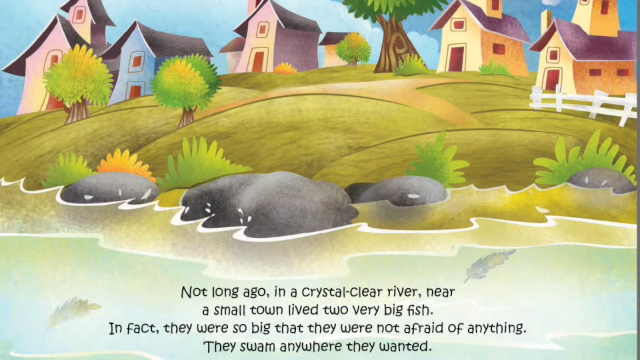 Not long ago, in a crystal-clear river, near
a small town lived two very big fish.
In fact, they were so big that they were not afraid of anything.
They swam anywhere they wanted.